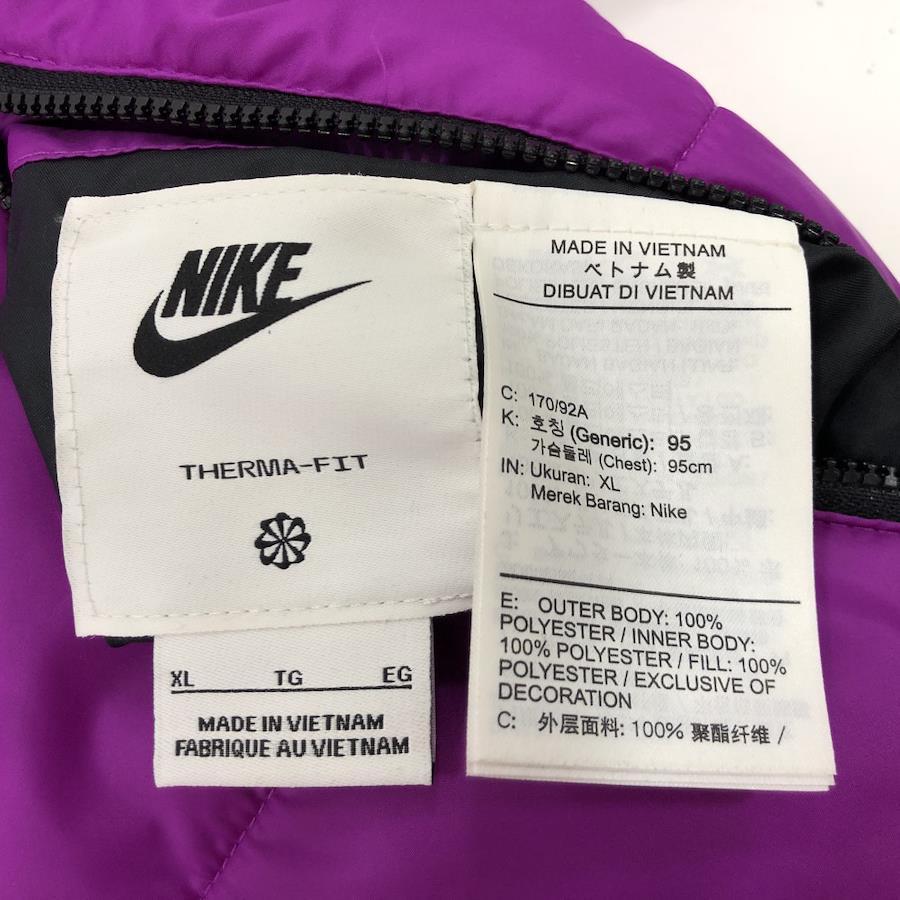 NIKE
THERMA-FIT
XL TG EG
MADE IN VIETNAM
FABRIQUE AU VIETNAM
MADE IN VIETNAM
ベトナム製
DIBUAT DI VIETNAM
C: 170/92A
K: 호칭 (Generic): 95
가슴둘레 (Chest): 95cm
IN: Ukuran: XL
Merek Barang: Nike
E: OUTER BODY: 100%
POLYESTER / INNER BODY:
100% POLYESTER / FILL: 100%
POLYESTER / EXCLUSIVE OF
DECORATION
C: 外层面料: 100% 聚酯纤维 /